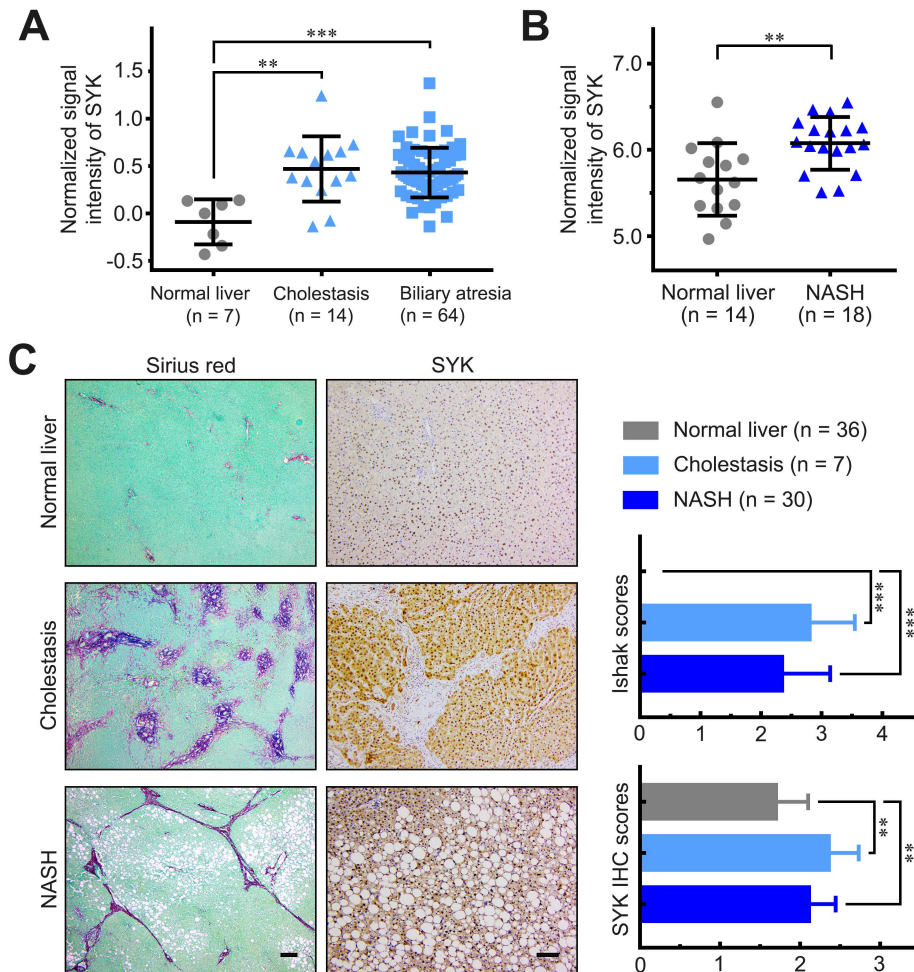 A
Normalized signal
intensity of SYK
1.5
1.0
0.5
0.0
-0.5
***
**
Normal liver
(n = 7)
Cholestasis
(n = 14)
Biliary atresia
(n = 64)
B
Normalized signal
intensity of SYK
7.0
6.0
5.0
**
Normal liver
(n = 14)
NASH
(n = 18)
C
Sirius red
SYK
Normal liver
Cholestasis
NASH
Normal liver (n = 36)
Cholestasis (n = 7)
NASH (n = 30)
Ishak scores
***
***
0 1 2 3 4
SYK IHC scores
**
**
0 1 2 3